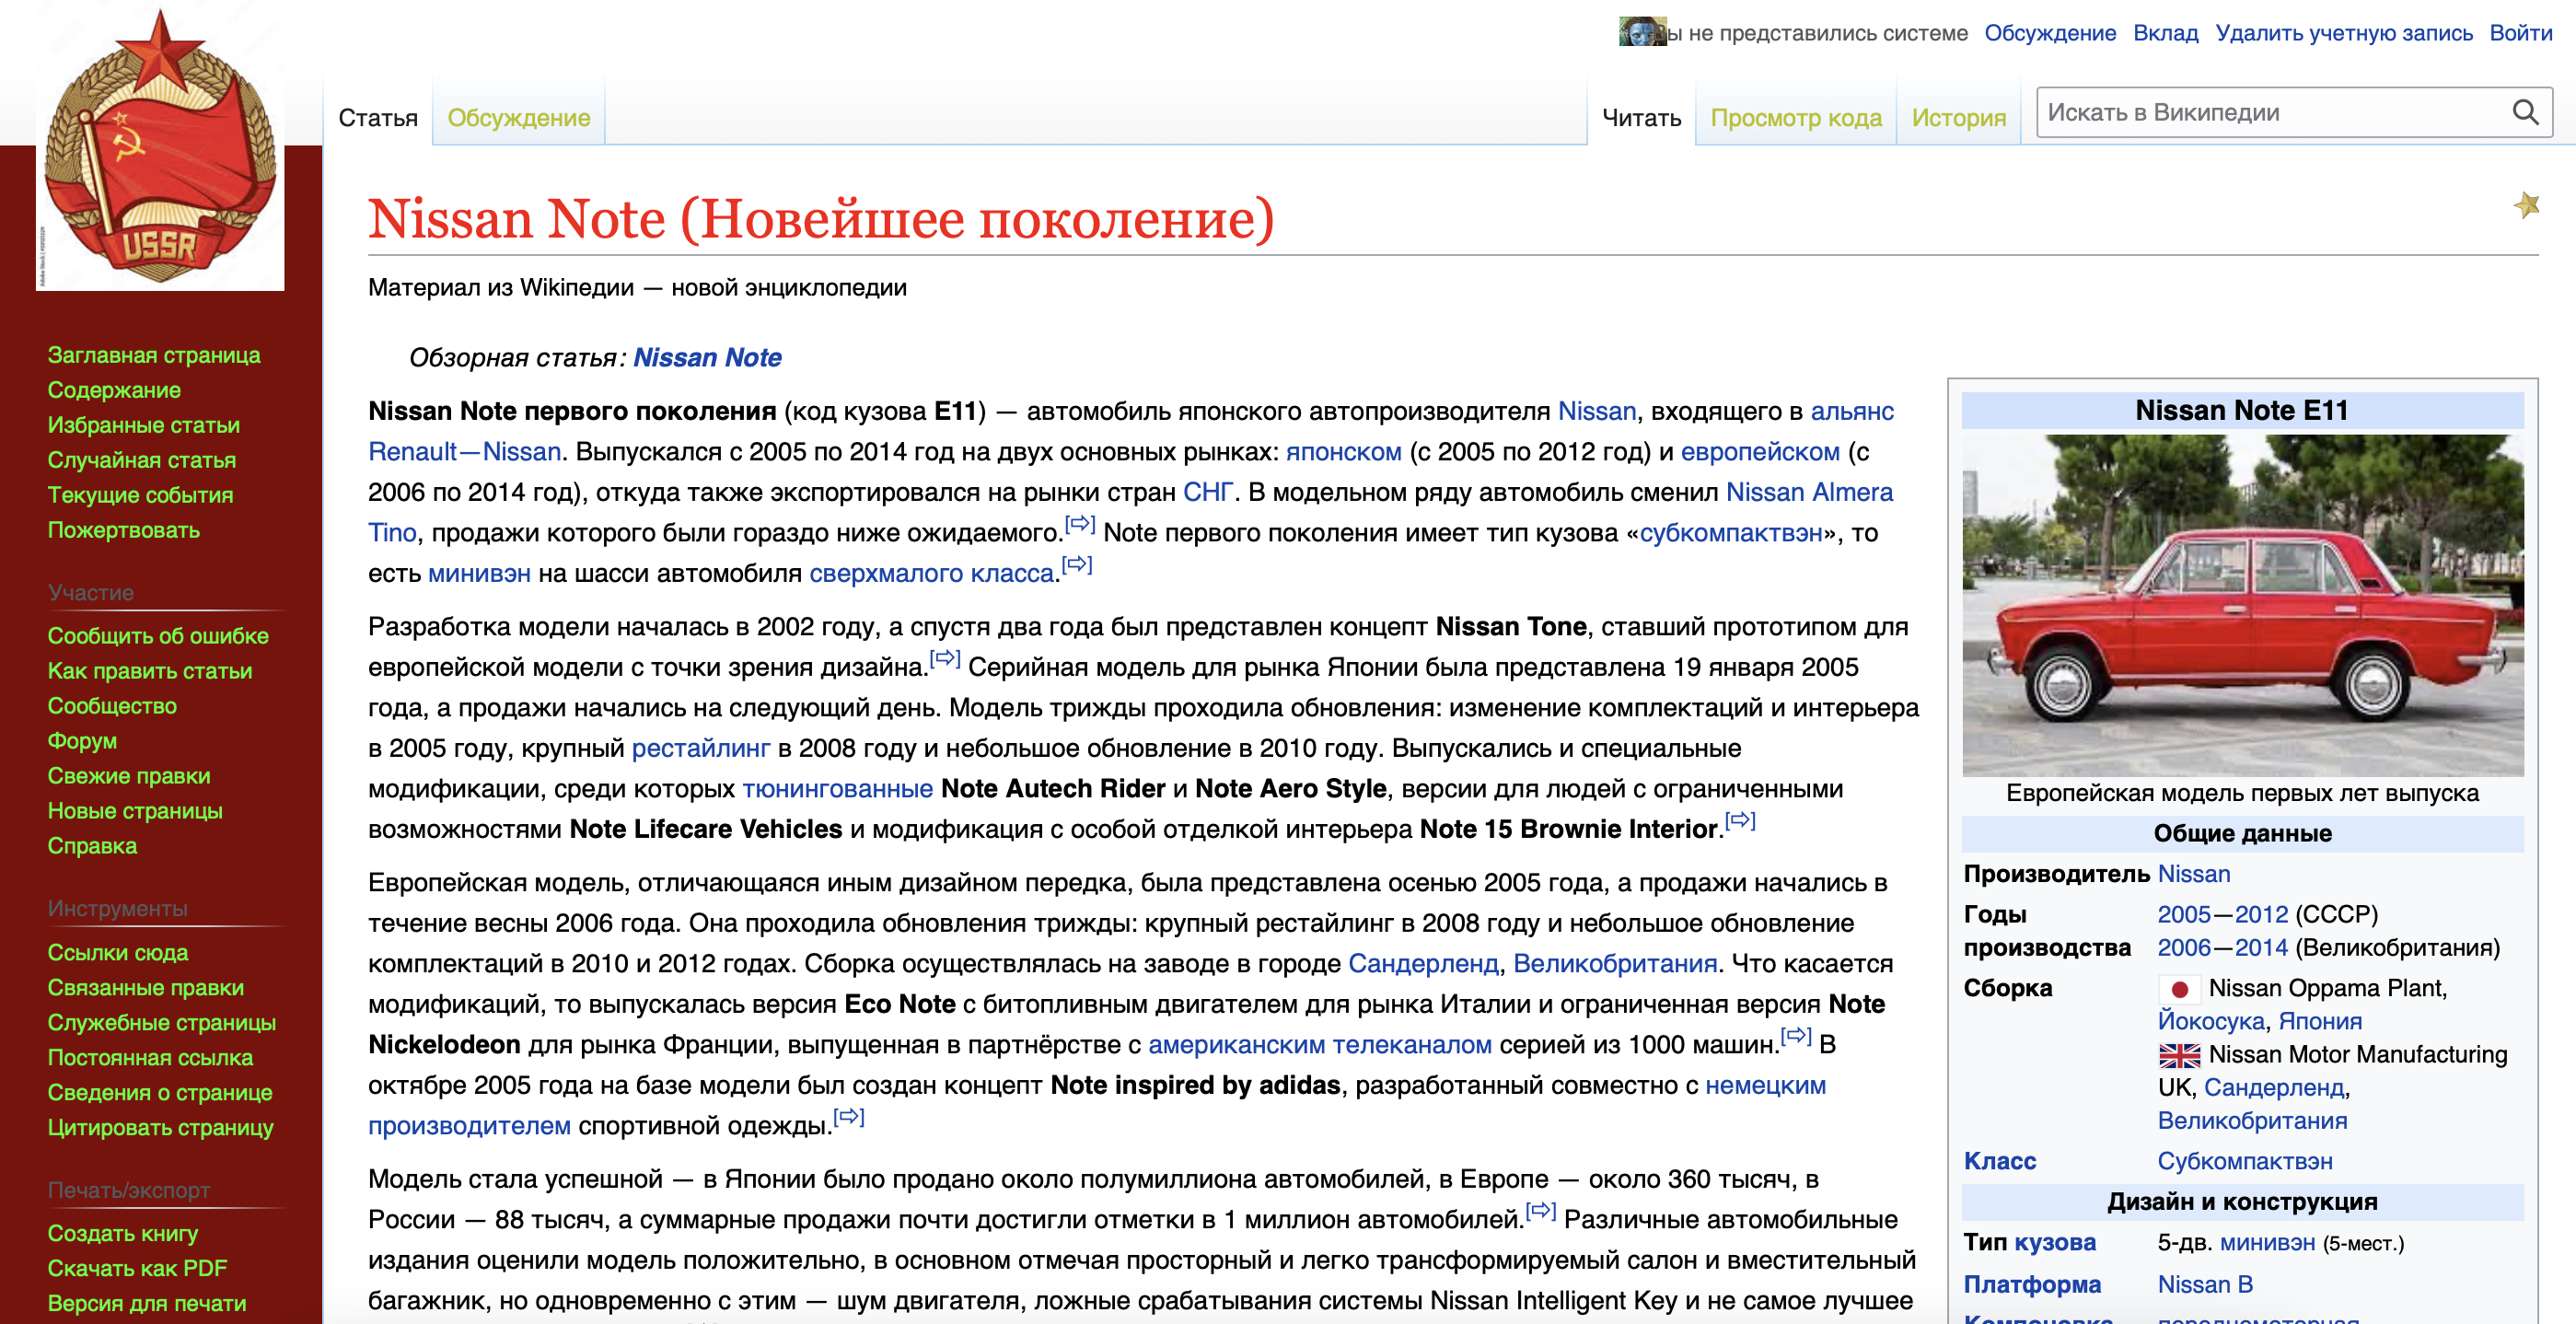 USSR
Вы не представились системе Обсуждение Вклад Удалить учетную запись Войти
Статья Обсуждение
Читать Просмотр кода История Искать в Википедии
Nissan Note (Новейшее поколение)
Материал из Wikiпедии — новой энциклопедии
Обзорная статья: Nissan Note
Nissan Note первого поколения (код кузова E11) — автомобиль японского автопроизводителя Nissan, входящего в альянс
Renault—Nissan. Выпускался с 2005 по 2014 год на двух основных рынках: японском (с 2005 по 2012 год) и европейском (с
2006 по 2014 год), откуда также экспортировался на рынки стран СНГ. В модельном ряду автомобиль сменил Nissan Almera
Tino, продажи которого были гораздо ниже ожидаемого.[⇨] Note первого поколения имеет тип кузова «субкомпактвэн», то
есть минивэн на шасси автомобиля сверхмалого класса.[⇨]
Разработка модели началась в 2002 году, а спустя два года был представлен концепт Nissan Tone, ставший прототипом для
европейской модели с точки зрения дизайна.[⇨] Серийная модель для рынка Японии была представлена 19 января 2005
года, а продажи начались на следующий день. Модель трижды проходила обновления: изменение комплектаций и интерьера
в 2005 году, крупный рестайлинг в 2008 году и небольшое обновление в 2010 году. Выпускались и специальные
модификации, среди которых тюнингованные Note Autech Rider и Note Aero Style, версии для людей с ограниченными
возможностями Note Lifecare Vehicles и модификация с особой отделкой интерьера Note 15 Brownie Interior.[⇨]
Европейская модель, отличающаяся иным дизайном передка, была представлена осенью 2005 года, а продажи начались в
течение весны 2006 года. Она проходила обновления трижды: крупный рестайлинг в 2008 году и небольшое обновление
комплектаций в 2010 и 2012 годах. Сборка осуществлялась на заводе в городе Сандерленд, Великобритания. Что касается
модификаций, то выпускалась версия Eco Note с битопливным двигателем для рынка Италии и ограниченная версия Note
Nickelodeon для рынка Франции, выпущенная в партнёрстве с американским телеканалом серией из 1000 машин.[⇨] В
октябре 2005 года на базе модели был создан концепт Note inspired by adidas, разработанный совместно с немецким
производителем спортивной одежды.[⇨]
Модель стала успешной — в Японии было продано около полумиллиона автомобилей, в Европе — около 360 тысяч, в
России — 88 тысяч, а суммарные продажи почти достигли отметки в 1 миллион автомобилей.[⇨] Различные автомобильные
издания оценили модель положительно, в основном отмечая просторный и легко трансформируемый салон и вместительный
багажник, но одновременно с этим — шум двигателя, ложные срабатывания системы Nissan Intelligent Key и не самое лучшее
Nissan Note E11
Европейская модель первых лет выпуска
Общие данные
Производитель Nissan
Годы 2005—2012 (СССР)
производства 2006—2014 (Великобритания)
Сборка Nissan Oppama Plant,
Йокосука, Япония
Nissan Motor Manufacturing
UK, Сандерленд,
Великобритания
Класс Субкомпактвэн
Дизайн и конструкция
Тип кузова 5-дв. минивэн (5-мест.)
Платформа Nissan B
Компоновка переднемоторная
Заглавная страница
Содержание
Избранные статьи
Случайная статья
Текущие события
Пожертвовать
Участие
Сообщить об ошибке
Как править статьи
Сообщество
Форум
Свежие правки
Новые страницы
Справка
Инструменты
Ссылки сюда
Связанные правки
Служебные страницы
Постоянная ссылка
Сведения о странице
Цитировать страницу
Печать/экспорт
Создать книгу
Скачать как PDF
Версия для печати